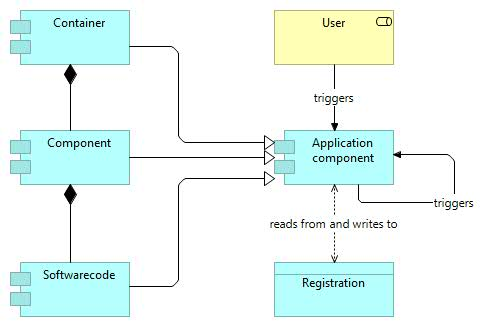 Container
User
triggers
Component
Application
component
triggers
reads from and writes to
Softwarecode
Registration